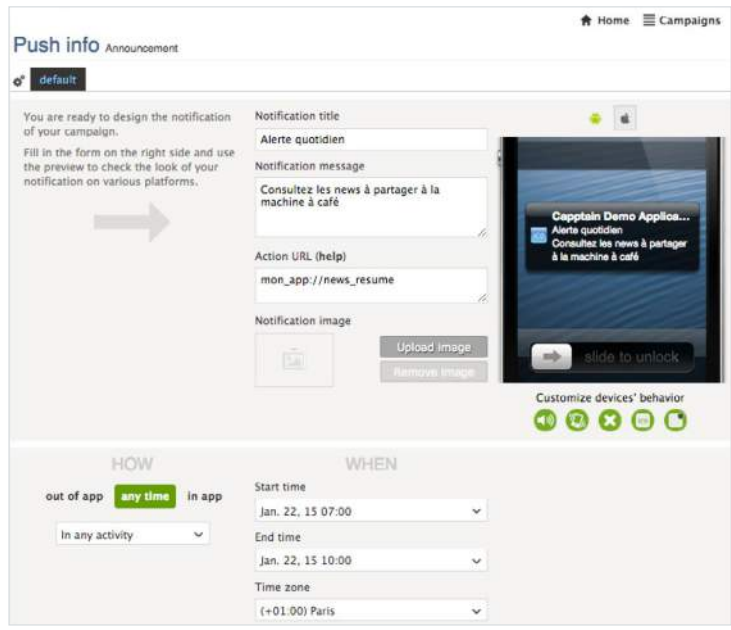 Home Campaigns
Push info Announcement
default
You are ready to design the notification
of your campaign.
Fill in the form on the right side and use
the preview to check the look of your
notification on various platforms.
Notification title
Alerte quotidien
Notification message
Consultez les news à partager à la
machine à café
Action URL (help)
mon_app://news_resume
Notification image
Upload image
Remove image
Capptain Demo Applica...
Alerte quotidien
Consultez les news à partager
à la machine à café
slide to unlock
Customize devices' behavior
HOW
out of app any time in app
In any activity
WHEN
Start time
Jan. 22, 15 07:00
End time
Jan. 22, 15 10:00
Time zone
(+01:00) Paris